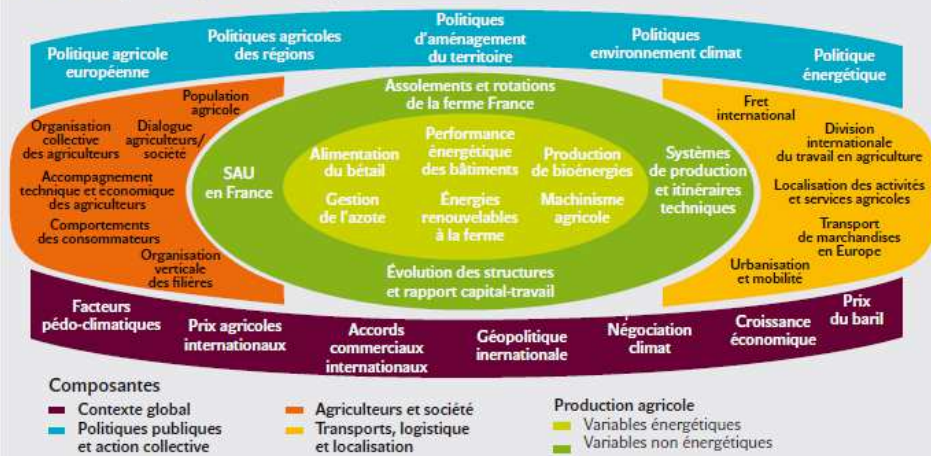 Politique agricole
européenne
Politiques agricoles
des régions
Politiques
d'aménagement
du territoire
Politiques
environnement climat
Politique
énergétique
Population
agricole
Organisation
collective
des agriculteurs
Dialogue
agriculteurs/
société
Accompagnement
technique et économique
des agriculteurs
Comportements
des consommateurs
Organisation
verticale
des filières
Assolements et rotations
de la ferme France
SAU
en France
Alimentation
du bétail
Performance
énergétique
des bâtiments
Production
de bioénergies
Gestion
de l'azote
Énergies
renouvelables
à la ferme
Machinisme
agricole
Systèmes
de production
et itinéraires
techniques
Évolution des structures
et rapport capital-travail
Fret
international
Division
internationale
du travail en agriculture
Localisation des activités
et services agricoles
Transport
de marchandises
en Europe
Urbanisation
et mobilité
Facteurs
pédo-climatiques
Prix agricoles
internationaux
Accords
commerciaux
internationaux
Géopolitique
inernationale
Négociation
climat
Croissance
économique
Prix
du baril
Composantes
Contexte global
Politiques publiques
et action collective
Agriculteurs et société
Transports, logistique
et localisation
Production agricole
Variables énergétiques
Variables non énergétiques